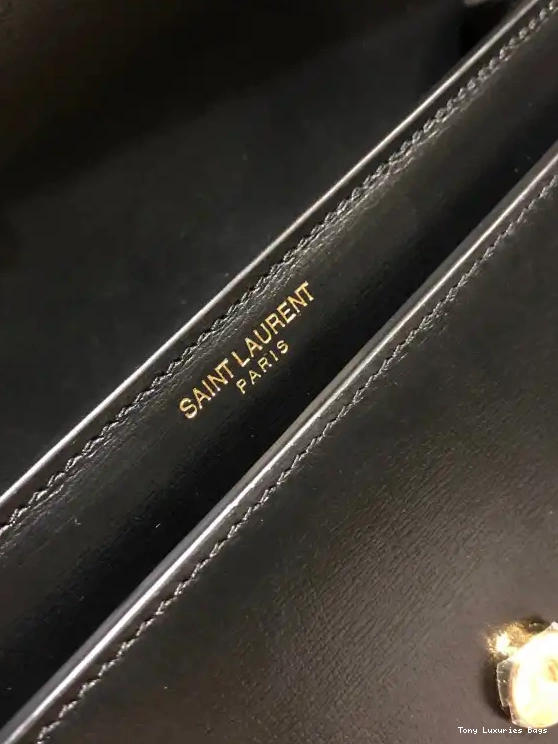 SAINT LAURENT
PARIS
Tony Luxuries Bags